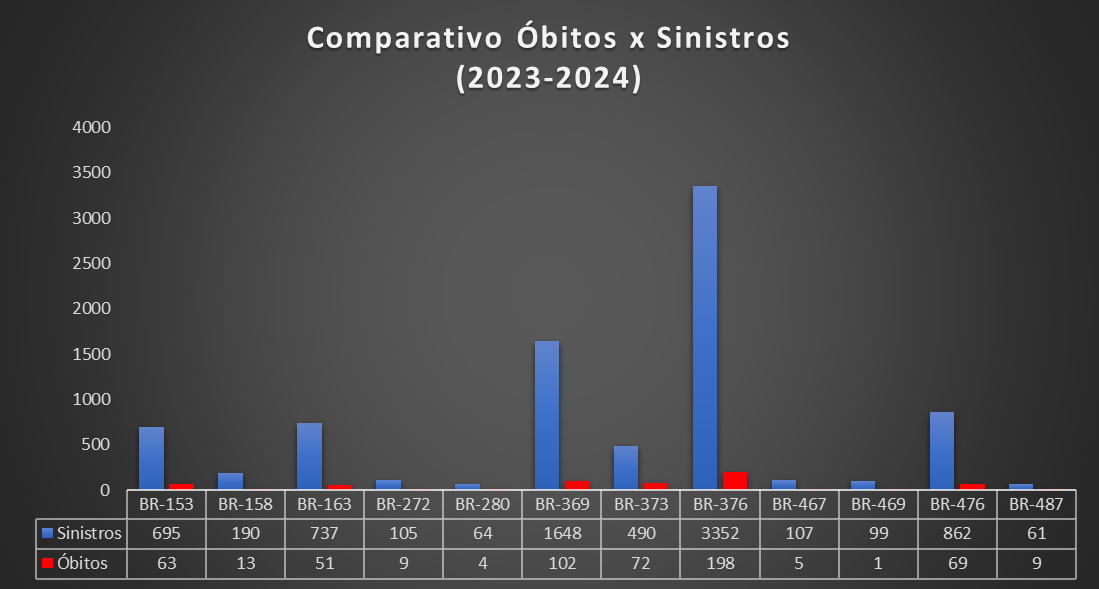 Comparativo Óbitos x Sinistros
(2023-2024)
4000
3500
3000
2500
2000
1500
1000
500
0
BR-153 BR-158 BR-163 BR-272 BR-280 BR-369 BR-373 BR-376 BR-467 BR-469 BR-476 BR-487
Sinistros 695 190 737 105 64 1648 490 3352 107 99 862 61
Óbitos 63 13 51 9 4 102 72 198 5 1 69 9